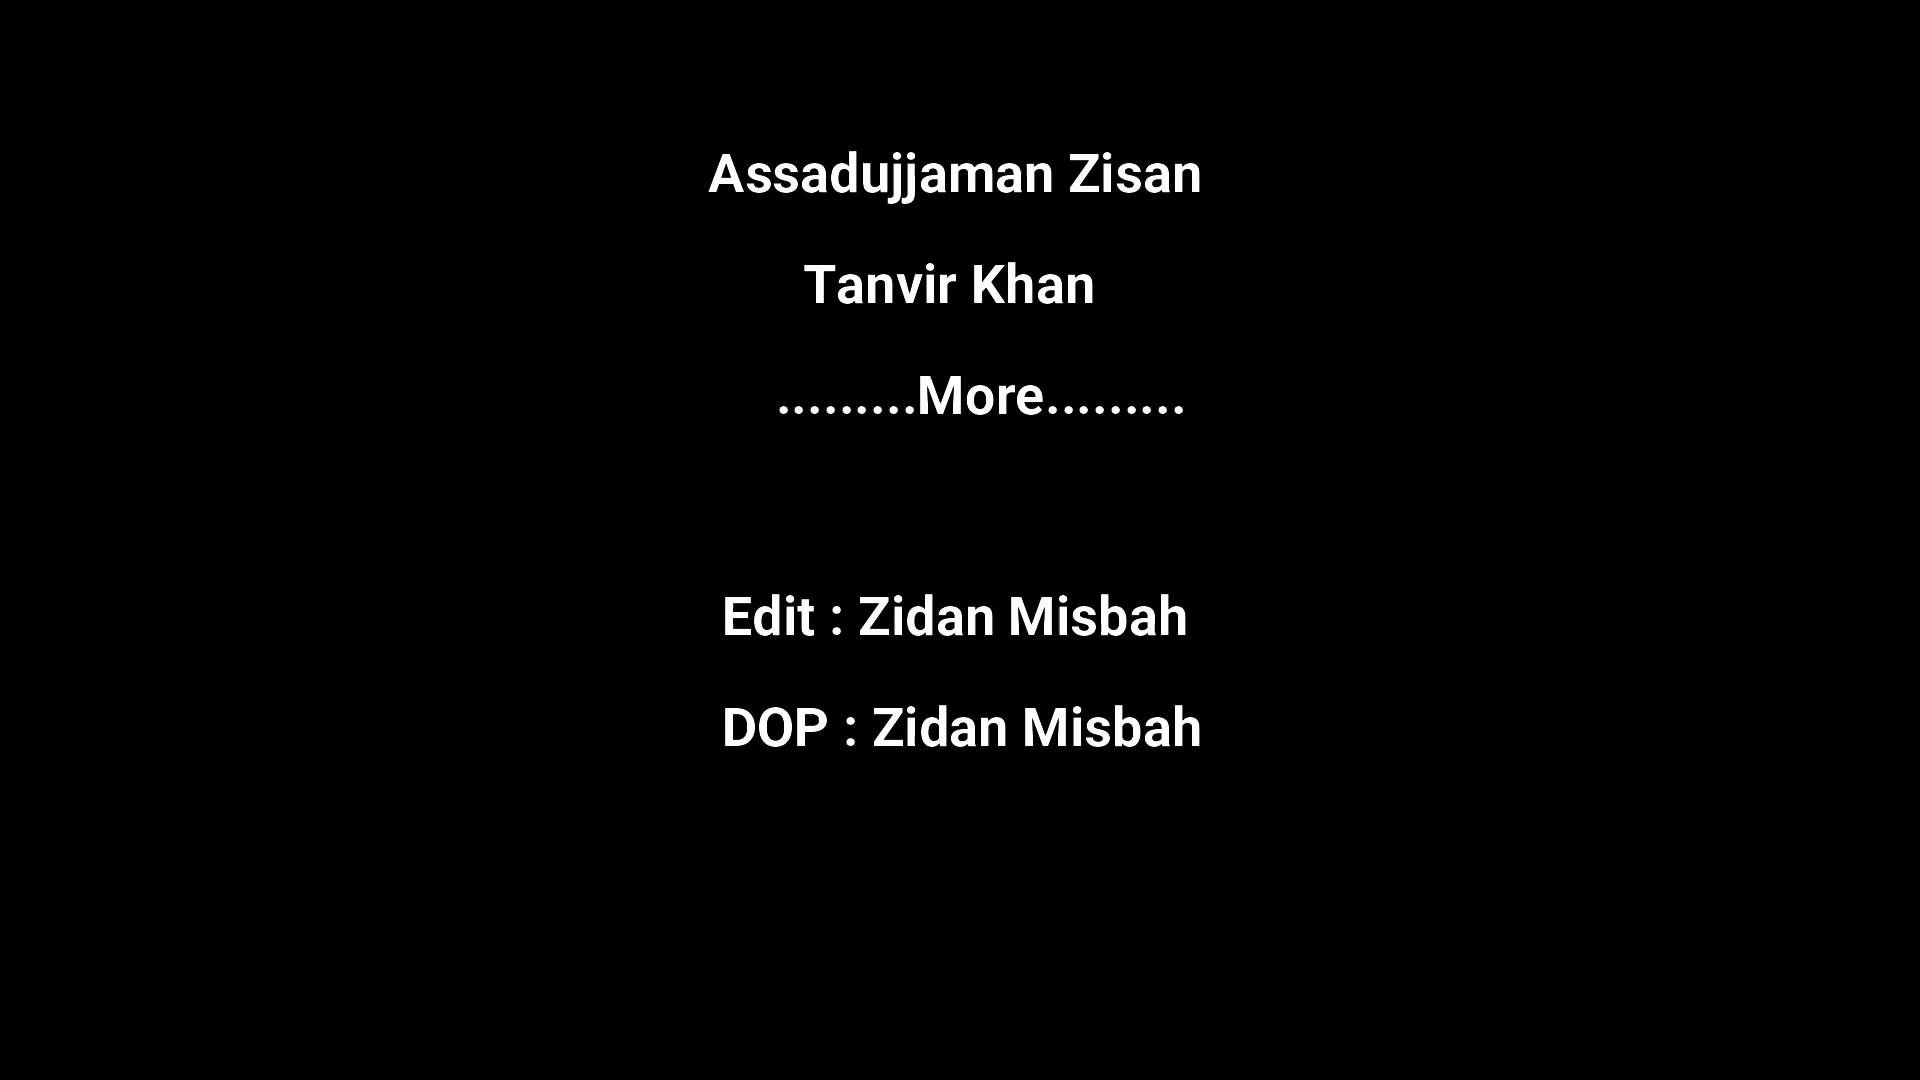 Assadujjaman Zisan
Tanvir Khan
.........More.........
Edit : Zidan Misbah
DOP : Zidan Misbah